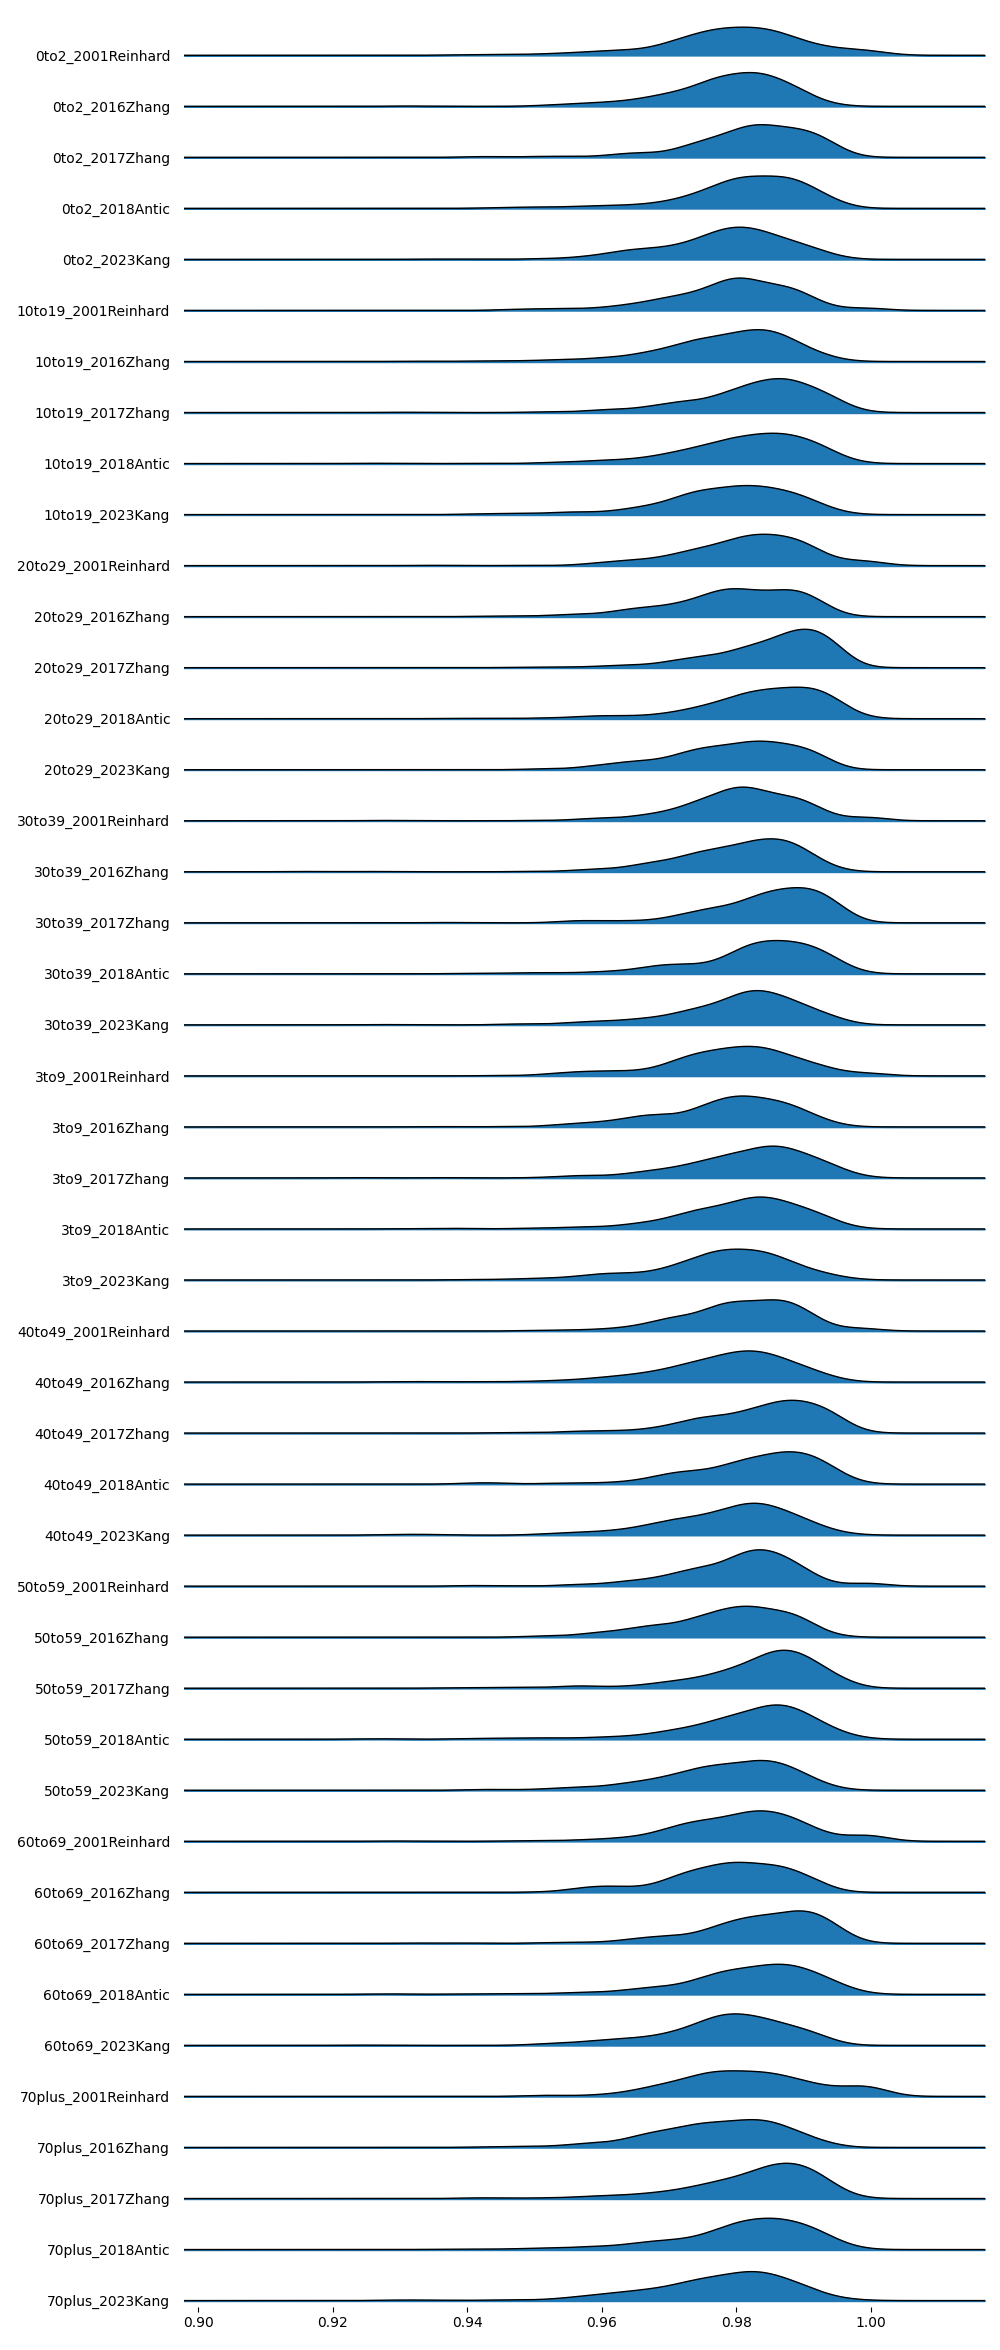 0to2_2001Reinhard
0to2_2016Zhang
0to2_2017Zhang
0to2_2018Antic
0to2_2023Kang
10to19_2001Reinhard
10to19_2016Zhang
10to19_2017Zhang
10to19_2018Antic
10to19_2023Kang
20to29_2001Reinhard
20to29_2016Zhang
20to29_2017Zhang
20to29_2018Antic
20to29_2023Kang
30to39_2001Reinhard
30to39_2016Zhang
30to39_2017Zhang
30to39_2018Antic
30to39_2023Kang
3to9_2001Reinhard
3to9_2016Zhang
3to9_2017Zhang
3to9_2018Antic
3to9_2023Kang
40to49_2001Reinhard
40to49_2016Zhang
40to49_2017Zhang
40to49_2018Antic
40to49_2023Kang
50to59_2001Reinhard
50to59_2016Zhang
50to59_2017Zhang
50to59_2018Antic
50to59_2023Kang
60to69_2001Reinhard
60to69_2016Zhang
60to69_2017Zhang
60to69_2018Antic
60to69_2023Kang
70plus_2001Reinhard
70plus_2016Zhang
70plus_2017Zhang
70plus_2018Antic
70plus_2023Kang
0.90 0.92 0.94 0.96 0.98 1.00